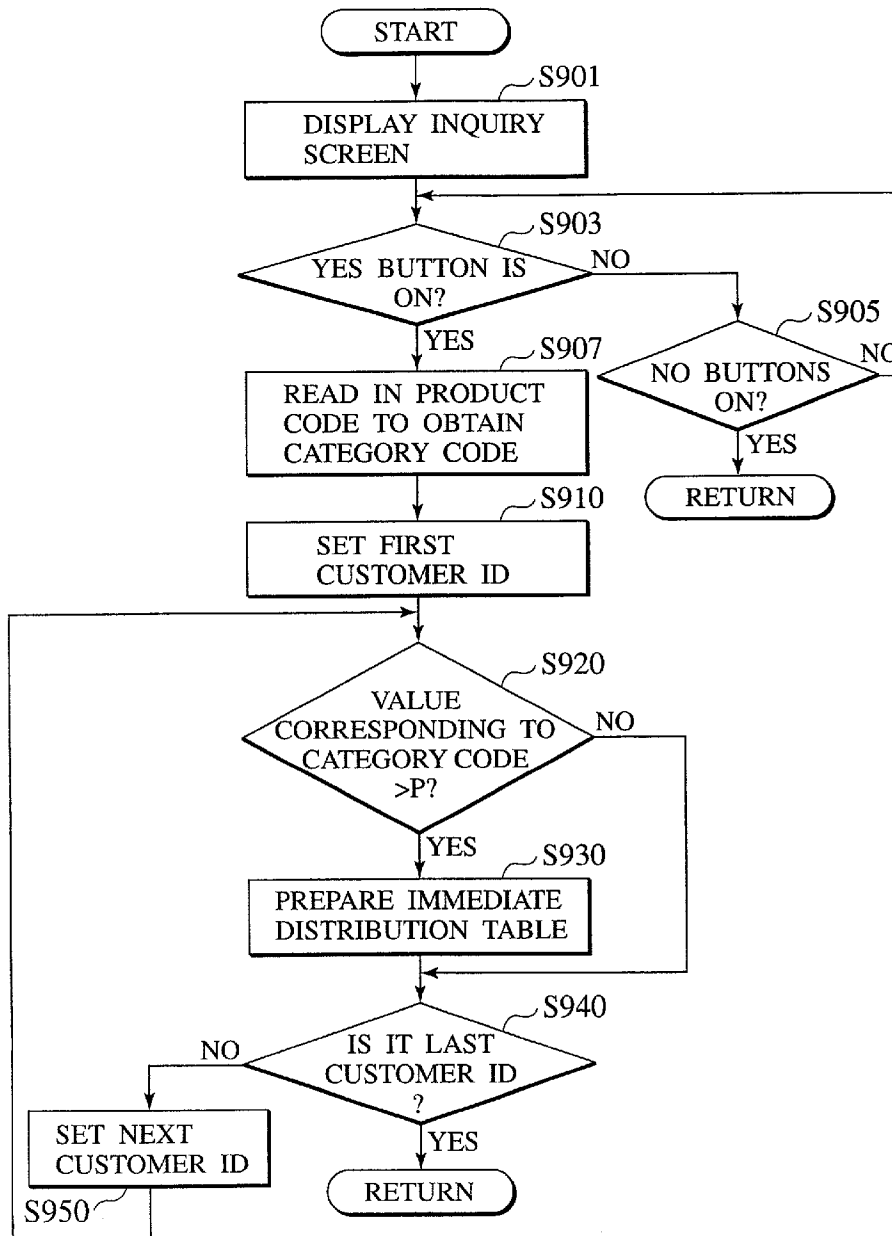 START
S901
DISPLAY INQUIRY
SCREEN
S903
YES BUTTON IS
ON?
NO
YES
S905
NO BUTTONS
ON?
NO
YES
RETURN
S907
READ IN PRODUCT
CODE TO OBTAIN
CATEGORY CODE
S910
SET FIRST
CUSTOMER ID
S920
VALUE
CORRESPONDING TO
CATEGORY CODE
>P?
NO
YES
S930
PREPARE IMMEDIATE
DISTRIBUTION TABLE
S940
IS IT LAST
CUSTOMER ID
?
NO
YES
SET NEXT
CUSTOMER ID
S950
RETURN